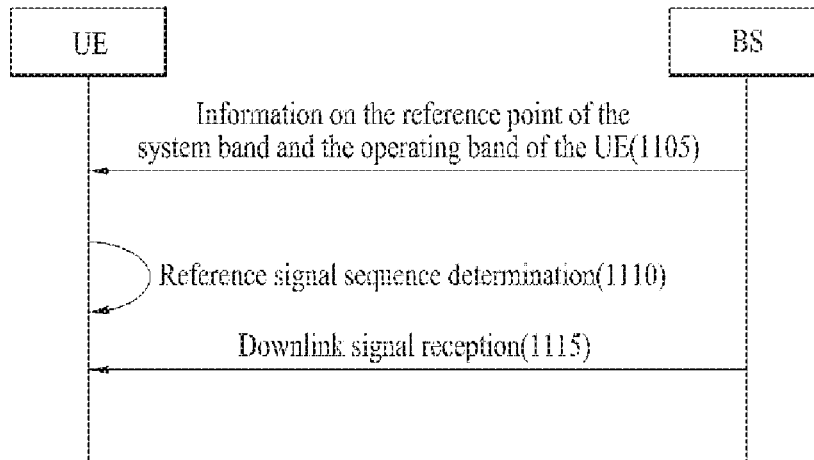 UE
BS
Information on the reference point of the
system band and the operating band of the UE(1105)
Reference signal sequence determination(1110)
Downlink signal reception(1115)